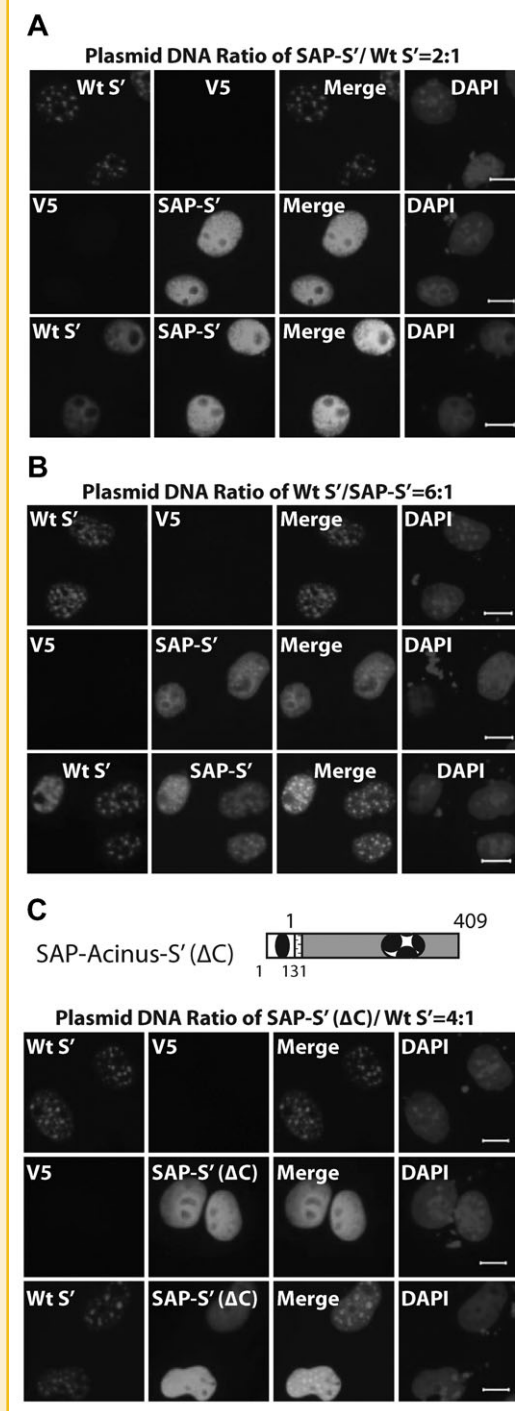 A
Plasmid DNA Ratio of SAP-S'/ Wt S'=2:1
Wt S' V5 Merge DAPI
V5 SAP-S' Merge DAPI
Wt S' SAP-S' Merge DAPI
B
Plasmid DNA Ratio of Wt S'/SAP-S'=6:1
Wt S' V5 Merge DAPI
V5 SAP-S' Merge DAPI
Wt S' SAP-S' Merge DAPI
C
1 409
SAP-Acinus-S' (ΔC)
1 131
Plasmid DNA Ratio of SAP-S' (ΔC)/ Wt S'=4:1
Wt S' V5 Merge DAPI
V5 SAP-S' (ΔC) Merge DAPI
Wt S' SAP-S' (ΔC) Merge DAPI